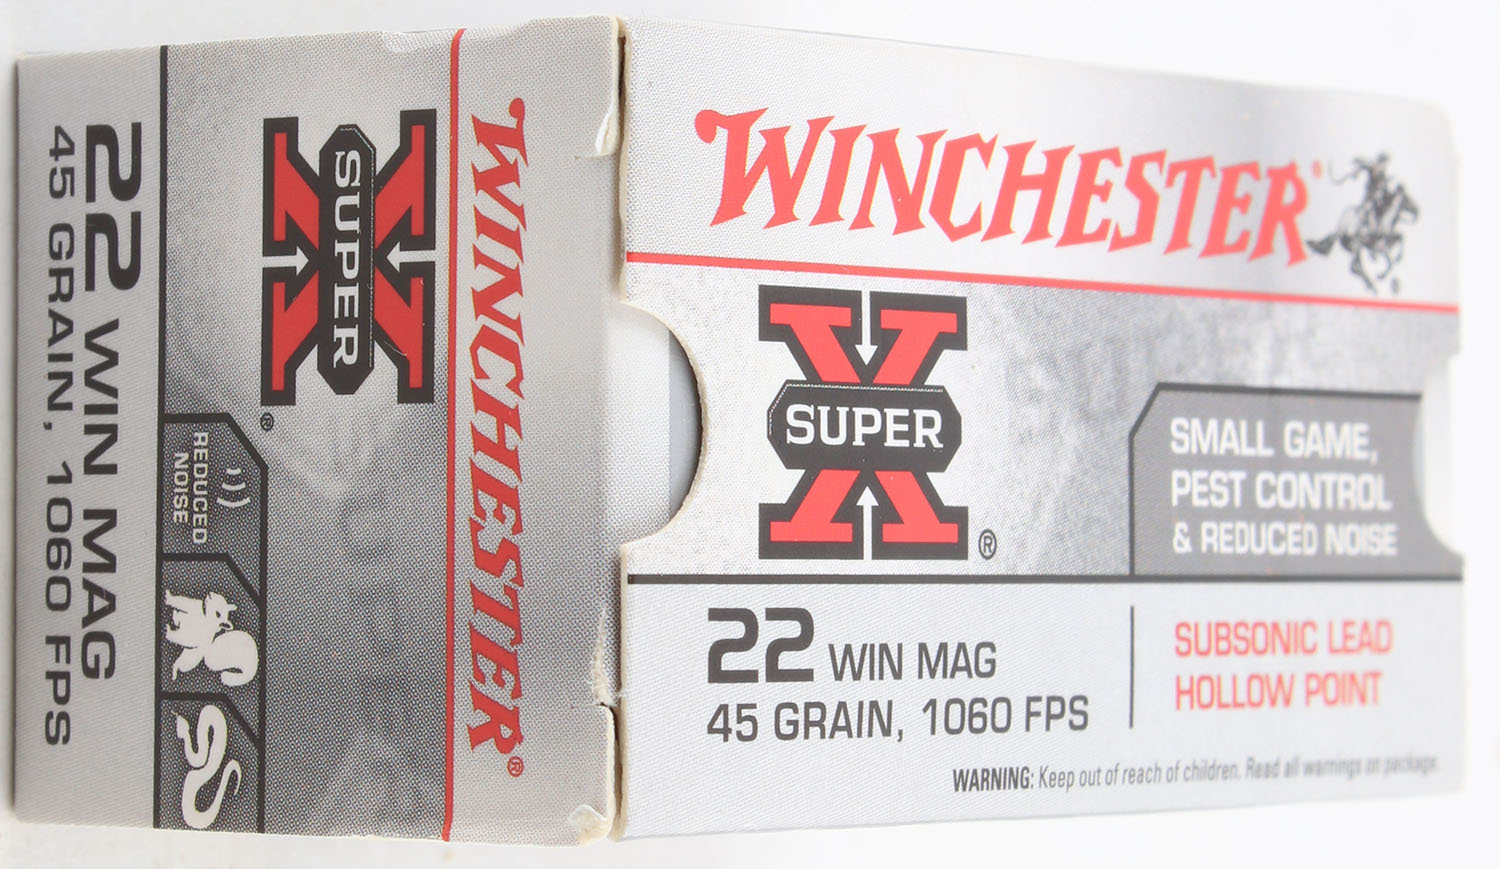 WINCHESTER®
SUPER X®
SMALL GAME,
PEST CONTROL
& REDUCED NOISE
22 WIN MAG
45 GRAIN, 1060 FPS
SUBSONIC LEAD
HOLLOW POINT
WARNING: Keep out of reach of children. Read all warnings on package.
WINCHESTER®
SUPER X®
REDUCED
NOISE
22 WIN MAG
45 GRAIN, 1060 FPS